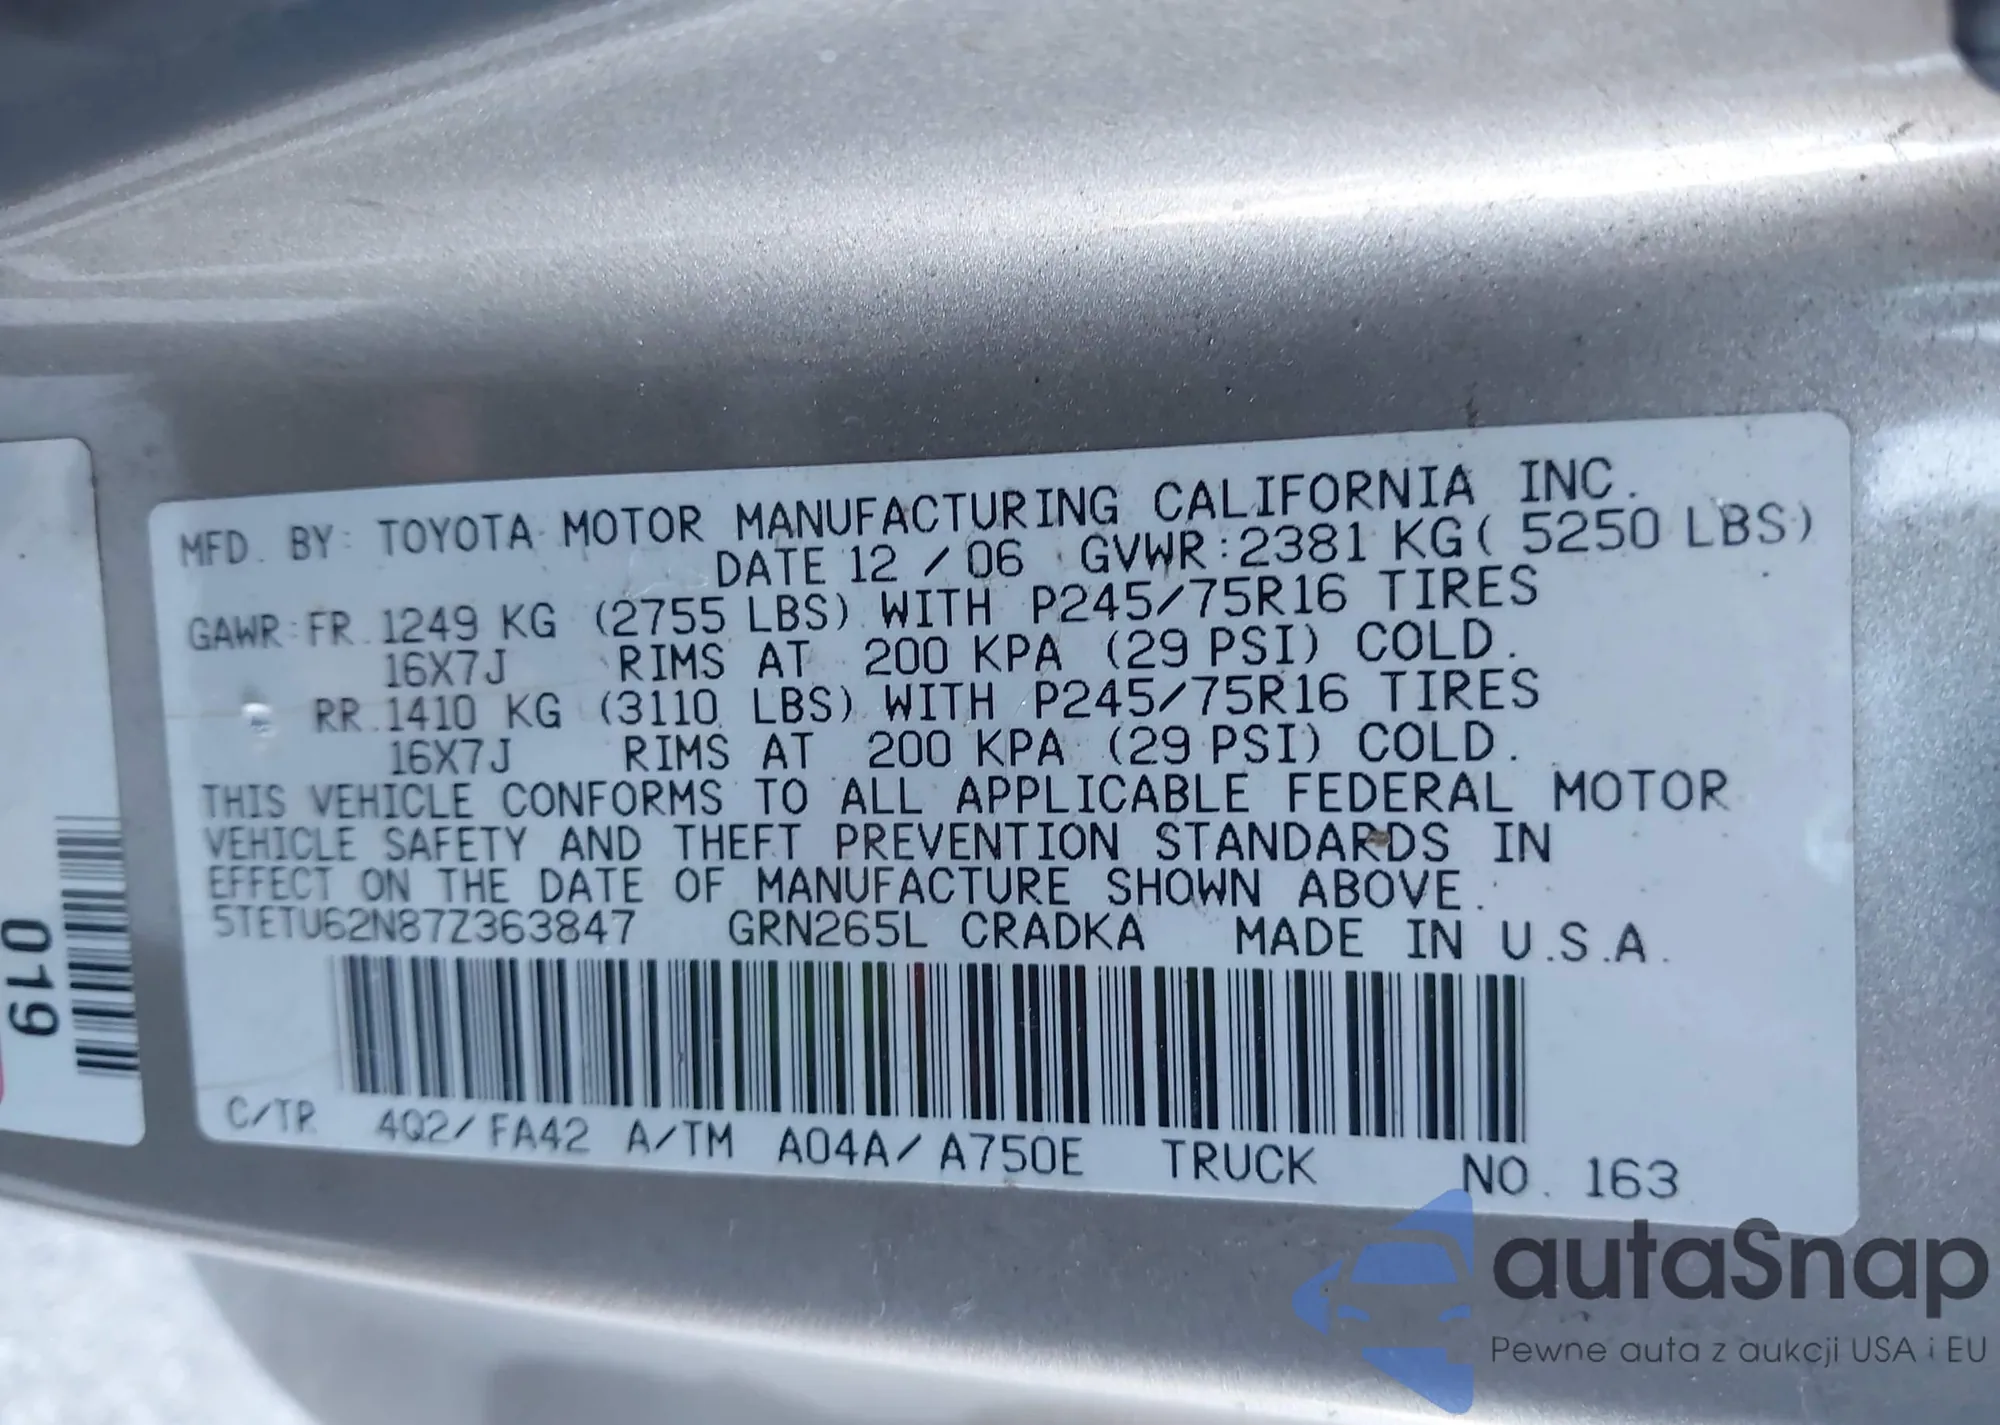 MFD. BY: TOYOTA MOTOR MANUFACTURING CALIFORNIA INC.
DATE 12 / 06 GVWR:2381 KG( 5250 LBS)
GAWR:FR.1249 KG (2755 LBS) WITH P245/75R16 TIRES
16X7J RIMS AT 200 KPA (29 PSI) COLD.
RR.1410 KG (3110 LBS) WITH P245/75R16 TIRES
16X7J RIMS AT 200 KPA (29 PSI) COLD.
THIS VEHICLE CONFORMS TO ALL APPLICABLE FEDERAL MOTOR
VEHICLE SAFETY AND THEFT PREVENTION STANDARDS IN
EFFECT ON THE DATE OF MANUFACTURE SHOWN ABOVE.
5TETU62N87Z363847 GRN265L CRADKA MADE IN U.S.A.
C/TR 4Q2/FA42 A/TM A04A/A750E TRUCK NO. 163
019
autaSnap
Pewne auta z aukcji USA i EU